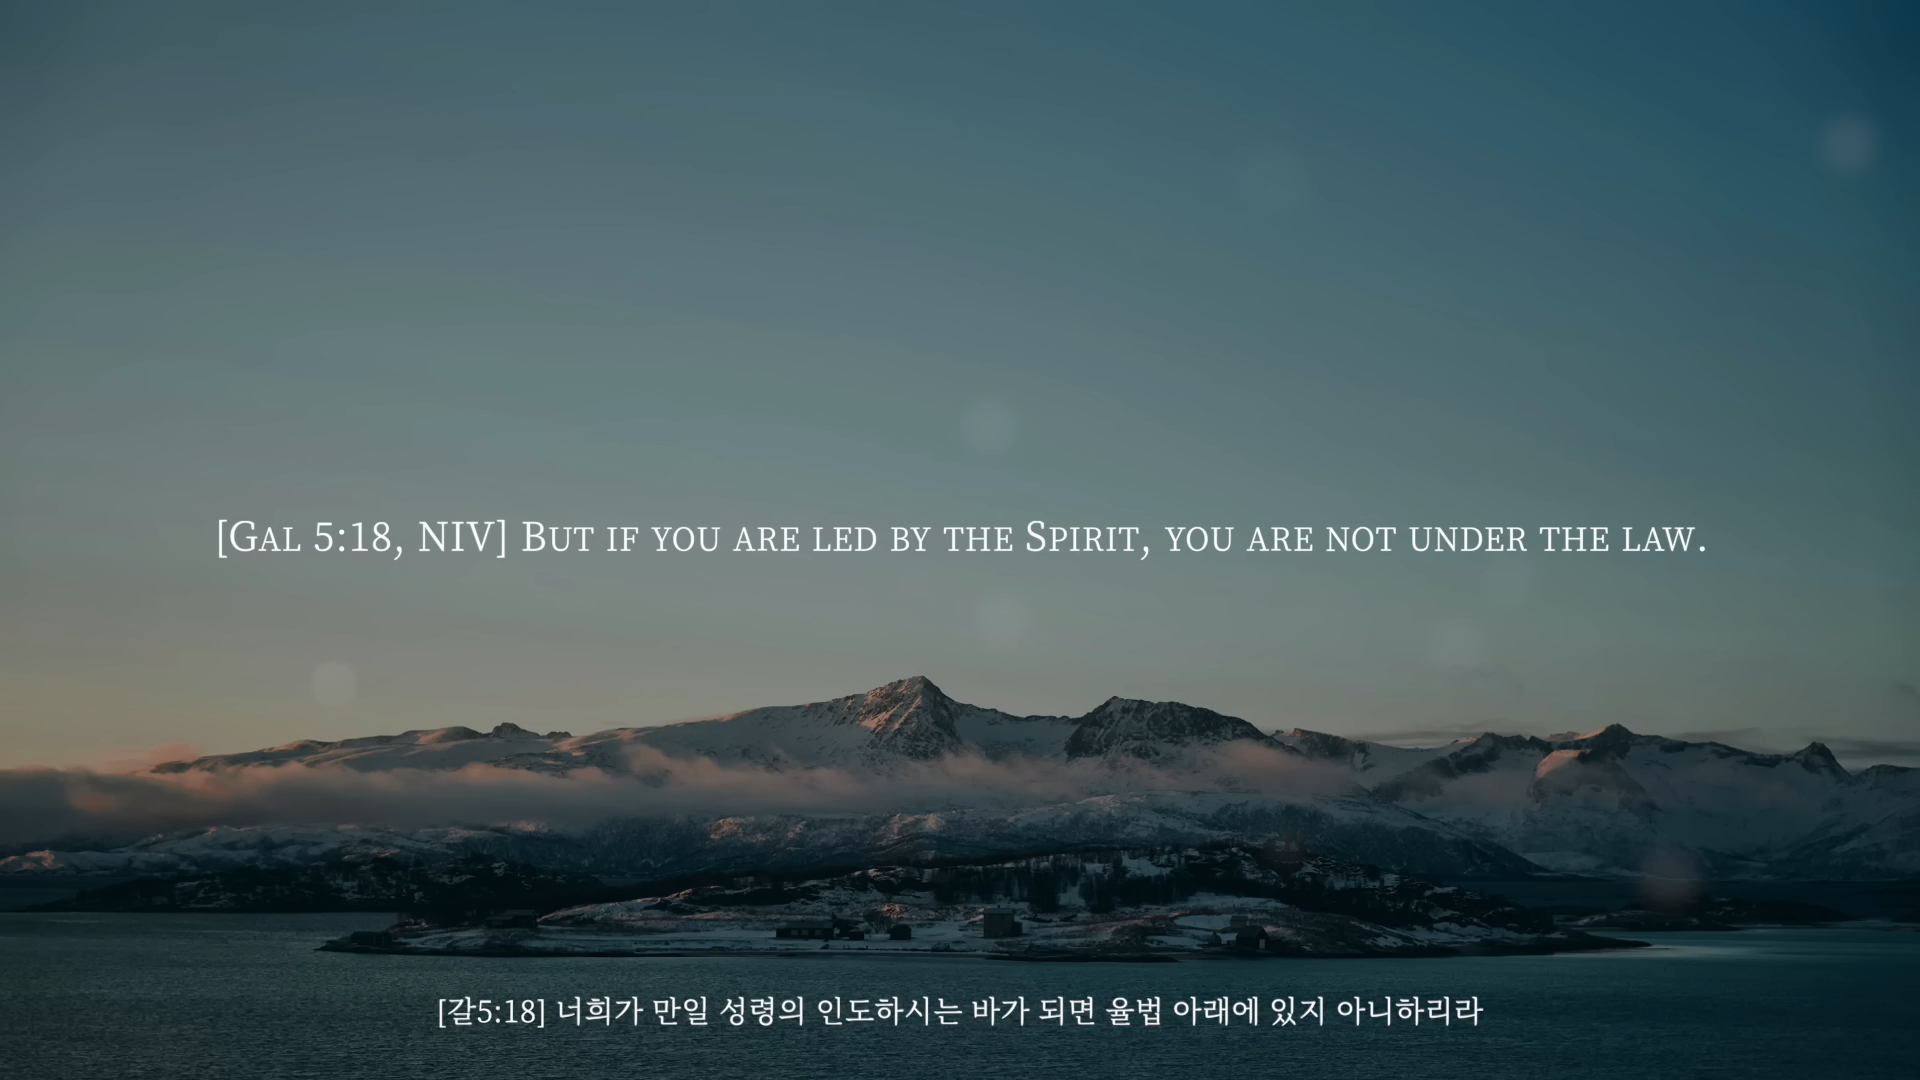 [Gal 5:18, NIV] But if you are led by the Spirit, you are not under the law.
[갈5:18] 너희가 만일 성령의 인도하시는 바가 되면 율법 아래에 있지 아니하리라